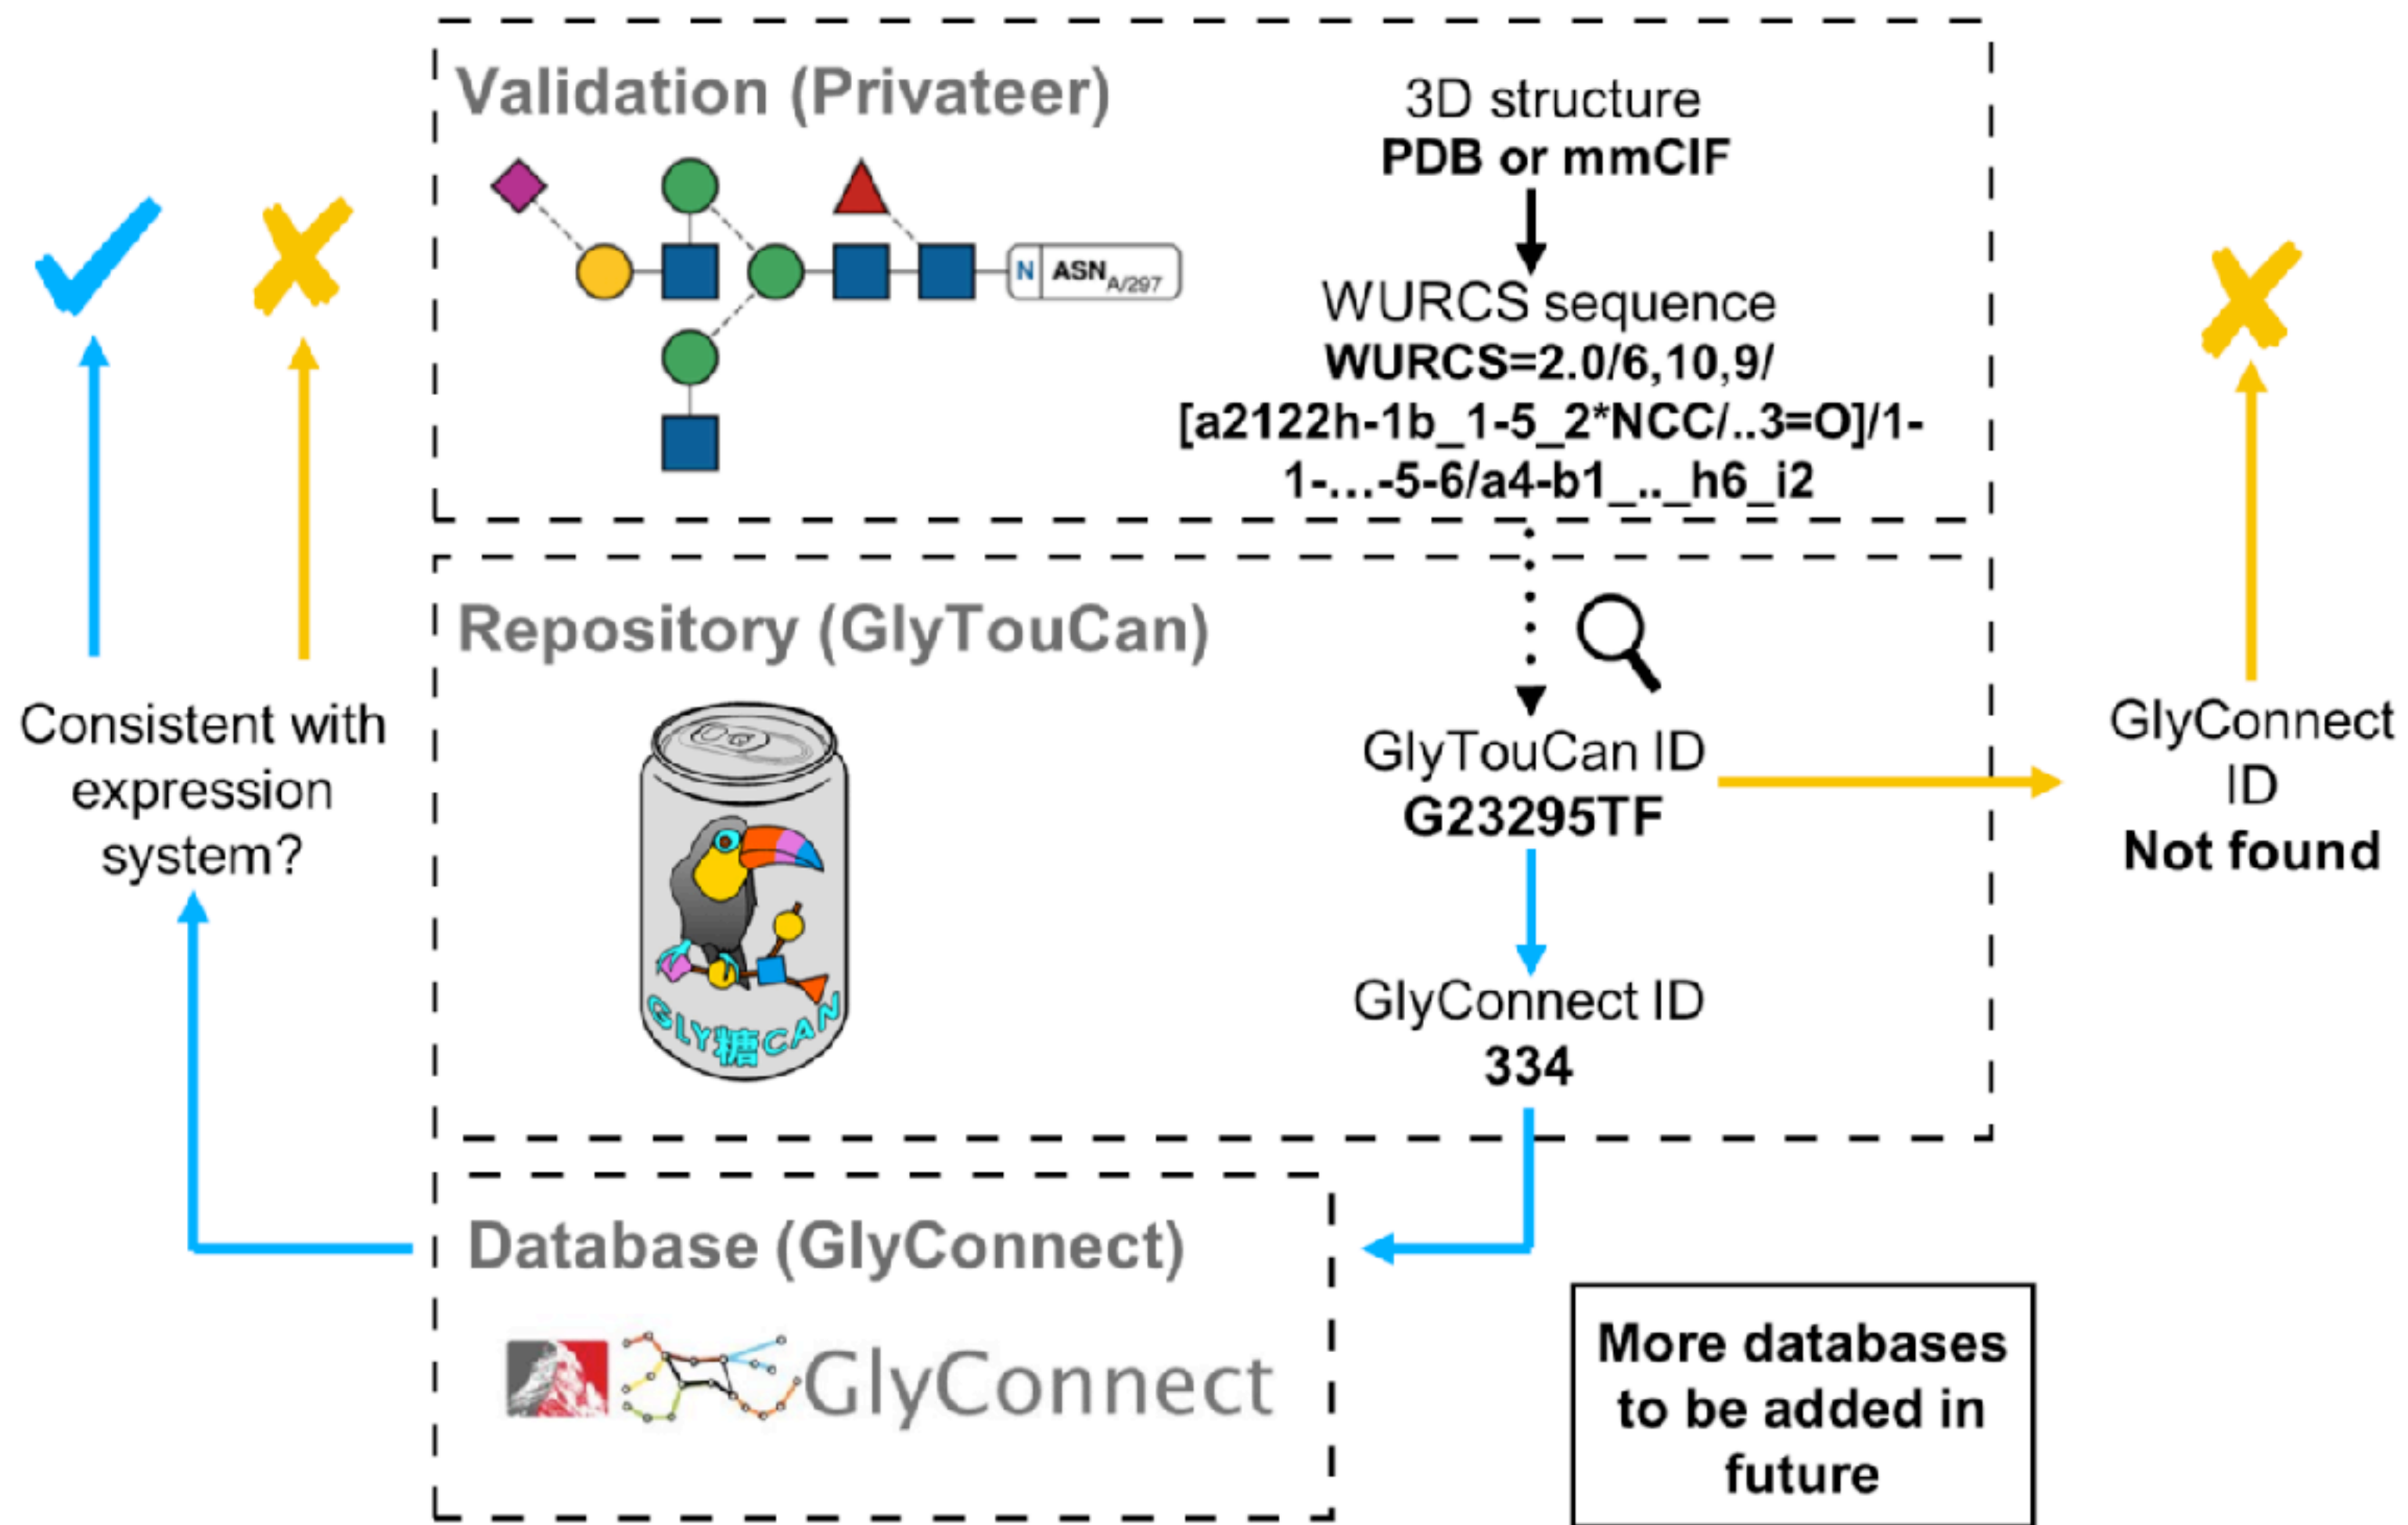 Validation (Privateer)
3D structure
PDB or mmCIF
N ASN A/297
WURCS sequence
WURCS=2.0/6,10,9/
[a2122h-1b_1-5_2*NCC/..3=O]/1-
1-...-5-6/a4-b1_.._h6_i2
Repository (GlyTouCan)
GlyTouCan ID
G23295TF
GlyConnect ID
334
GLY糖CAN
Consistent with
expression
system?
GlyConnect
ID
Not found
Database (GlyConnect)
GlyConnect
More databases
to be added in
future